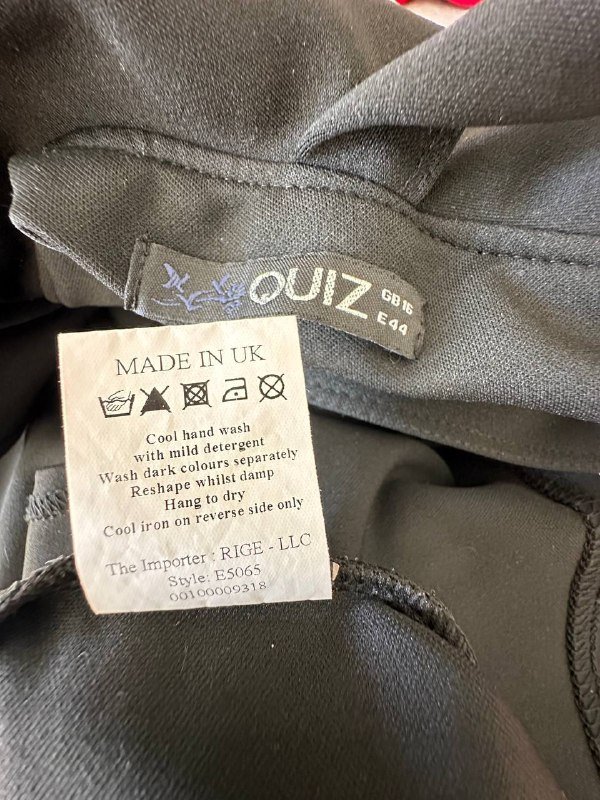 QUIZ
GB 16
E44
MADE IN UK
Cool hand wash
with mild detergent
Wash dark colours separately
Reshape whilst damp
Hang to dry
Cool iron on reverse side only
The Importer : RIGE - LLC
Style: E5065
00100009318